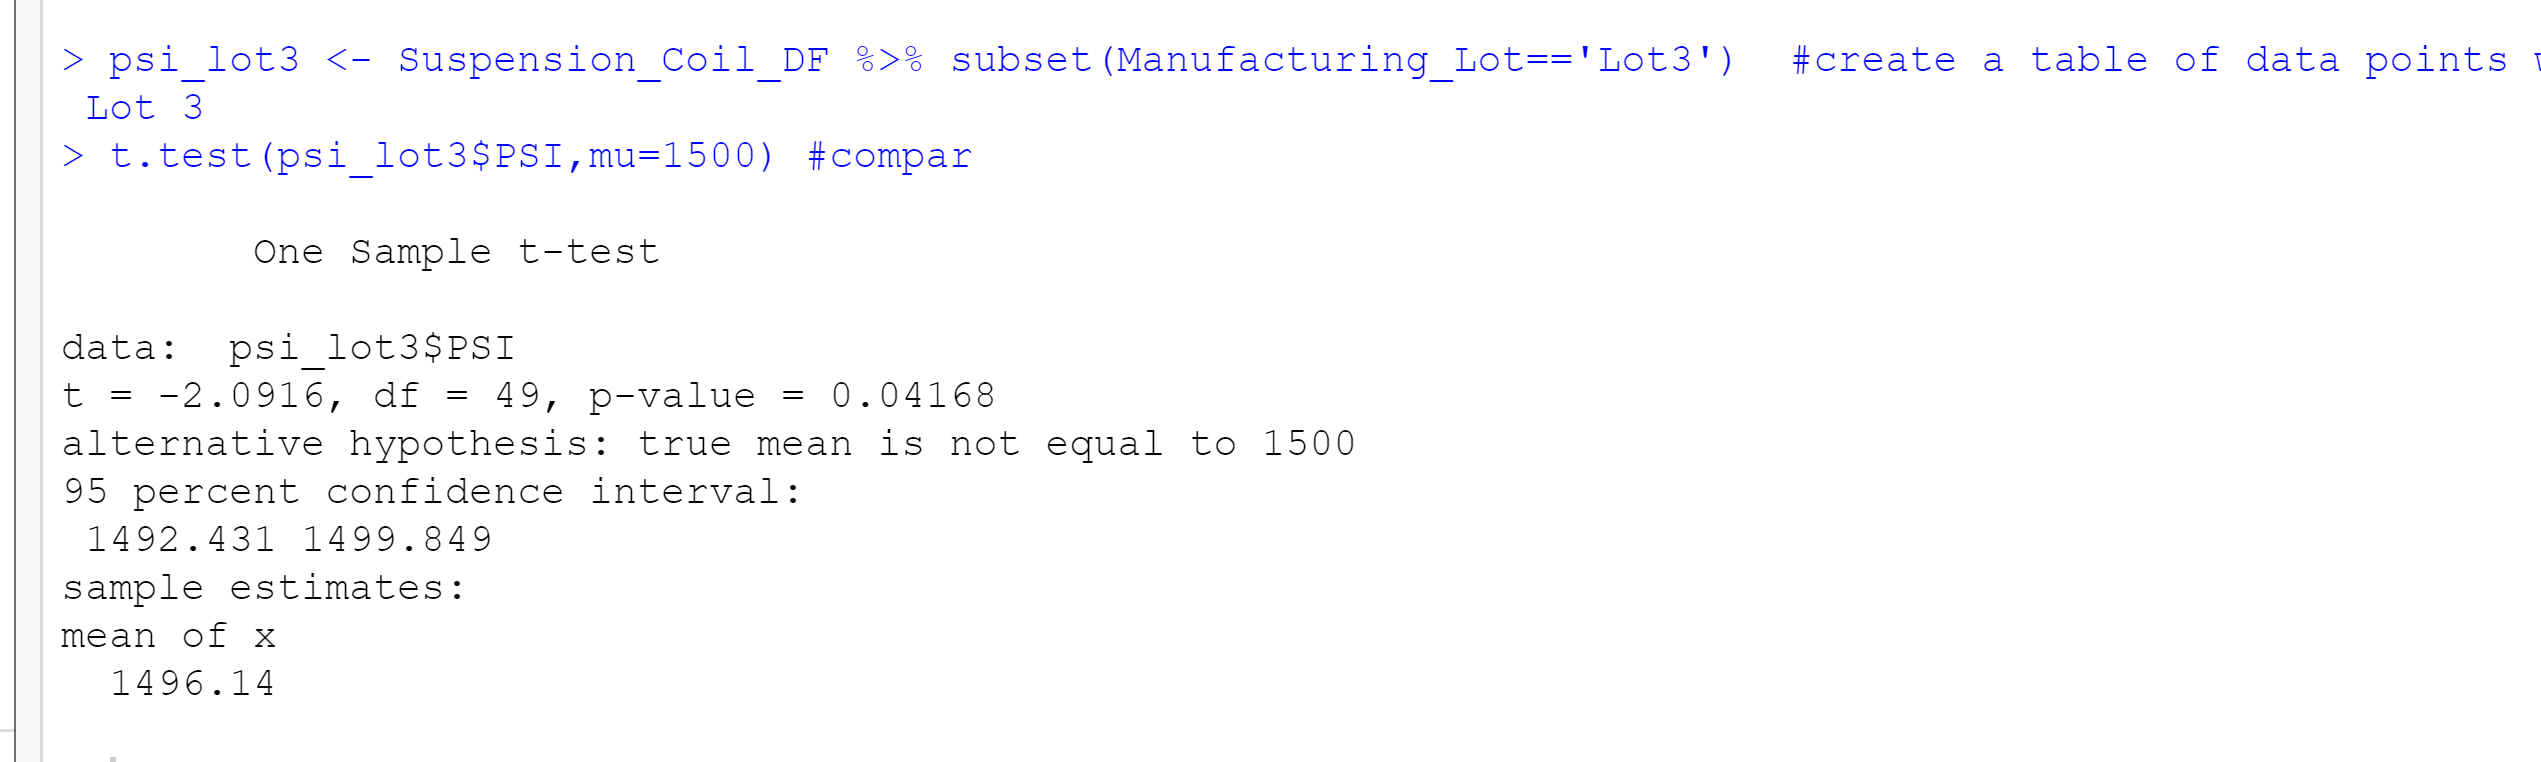 > psi_lot3 <- Suspension_Coil_DF %>% subset(Manufacturing_Lot=='Lot3')  #create a table of data points
 Lot 3
> t.test(psi_lot3$PSI,mu=1500) #compar
One Sample t-test
data:  psi_lot3$PSI
t = -2.0916, df = 49, p-value = 0.04168
alternative hypothesis: true mean is not equal to 1500
95 percent confidence interval:
 1492.431 1499.849
sample estimates:
mean of x
  1496.14